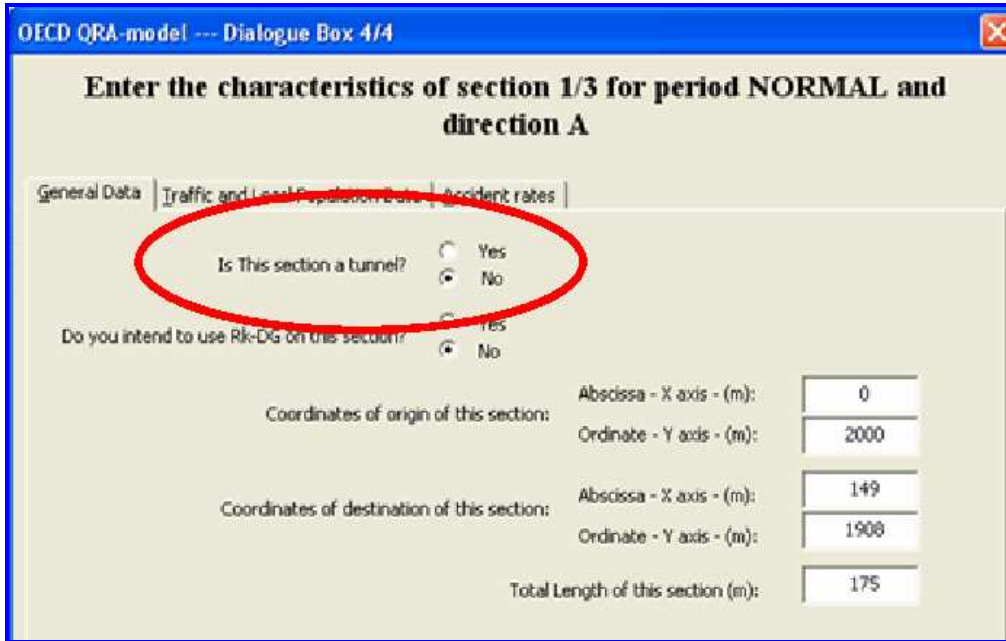 OECD QRA-model --- Dialogue Box 4/4
Enter the characteristics of section 1/3 for period NORMAL and
direction A
General Data Traffic and Local Population Data Accident rates
Is This section a tunnel? Yes
No
Do you intend to use Rk-DG on this section? Yes
No
Coordinates of origin of this section: Abscissa - X axis - (m): 0
Ordinate - Y axis - (m): 2000
Coordinates of destination of this section: Abscissa - X axis - (m): 149
Ordinate - Y axis - (m): 1908
Total Length of this section (m): 175